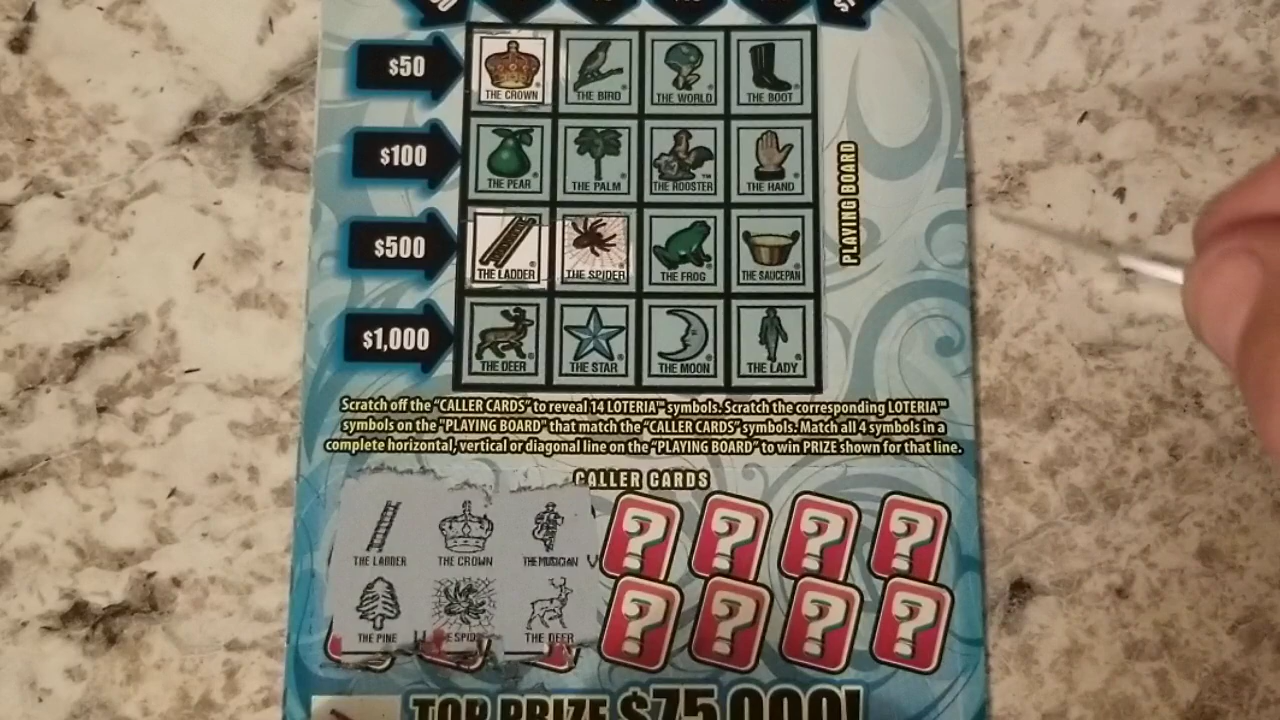 $50
THE CROWN
THE BIRD
THE WORLD
THE BOOT
$100
THE PEAR
THE PALM
THE ROOSTER™
THE HAND
PLAYING BOARD
$500
THE LADDER
THE SPIDER
THE FROG
THE SAUCEPAN
$1,000
THE DEER
THE STAR
THE MOON
THE LADY
Scratch off the "CALLER CARDS" to reveal 14 LOTERIA™ symbols. Scratch the corresponding LOTERIA™
symbols on the "PLAYING BOARD" that match the "CALLER CARDS" symbols. Match all 4 symbols in a
complete horizontal, vertical or diagonal line on the "PLAYING BOARD" to win PRIZE shown for that line.
CALLER CARDS
THE LADDER
THE CROWN
THE MUSICIAN
? ? ? ?
THE PINE
THE DEER
? ? ? ?
TOP PRIZE $75,000!